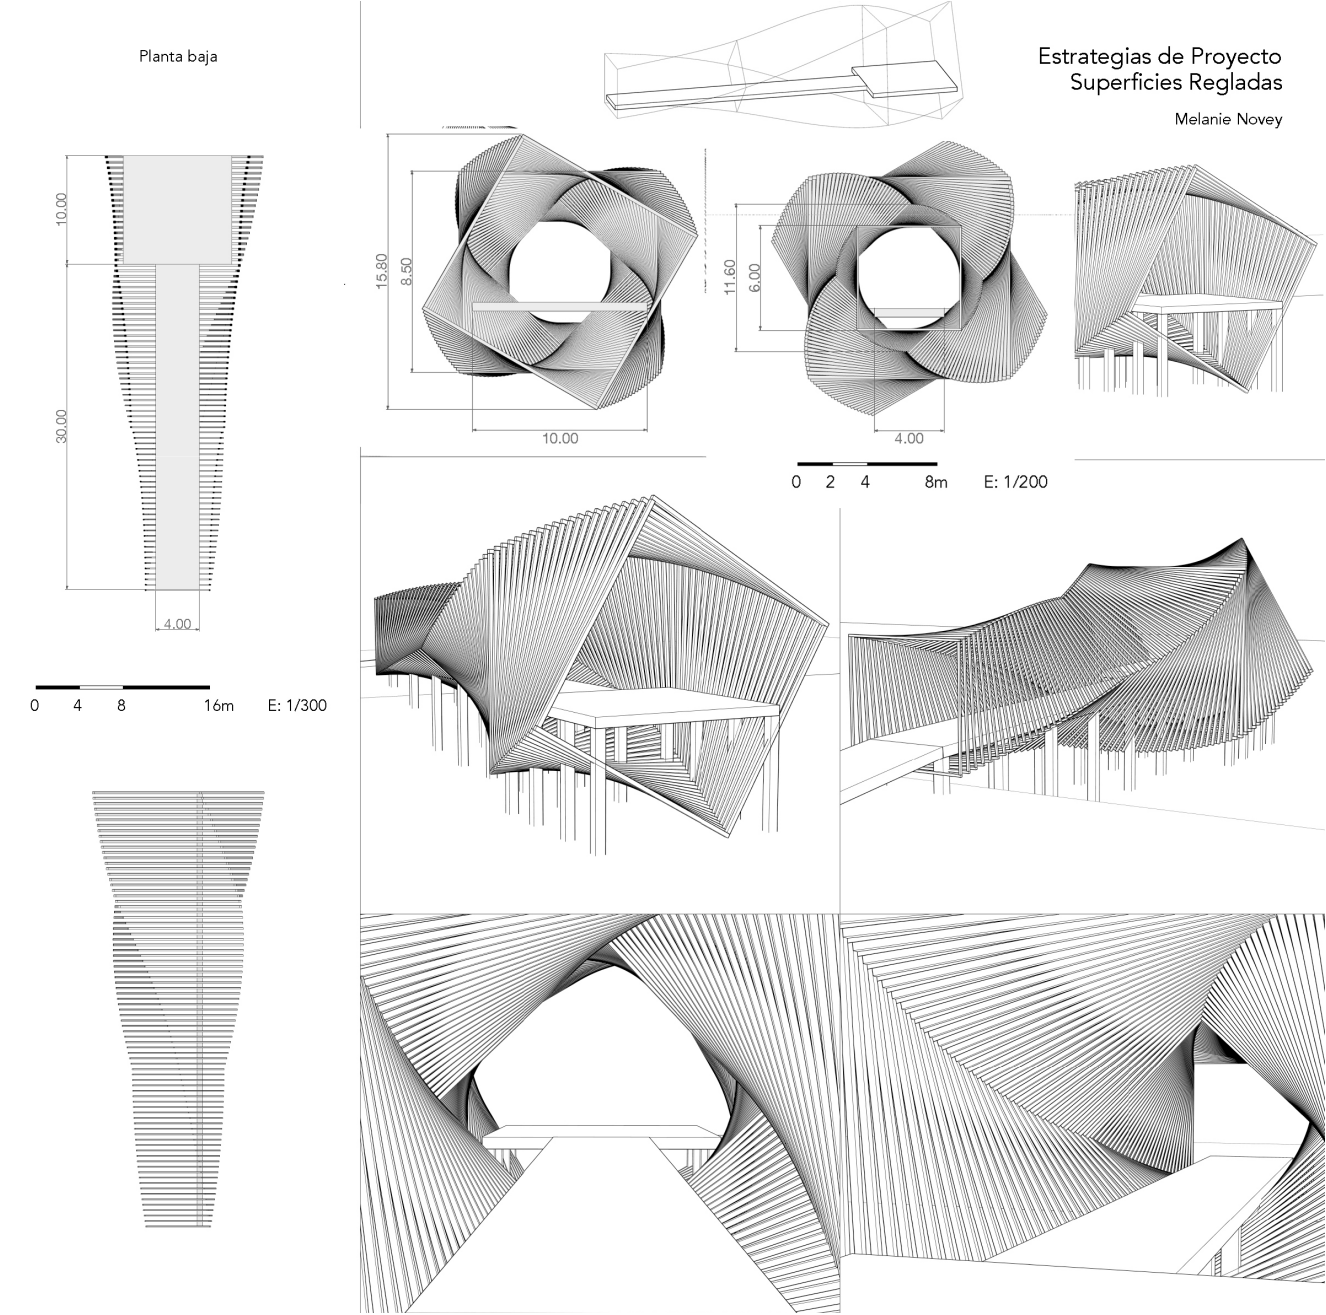 Planta baja
Estrategias de Proyecto
Superficies Regladas
Melanie Novey
10.00
30.00
4.00
0 4 8 16m E: 1/300
15.80
8.50
10.00
11.60
6.00
4.00
0 2 4 8m E: 1/200